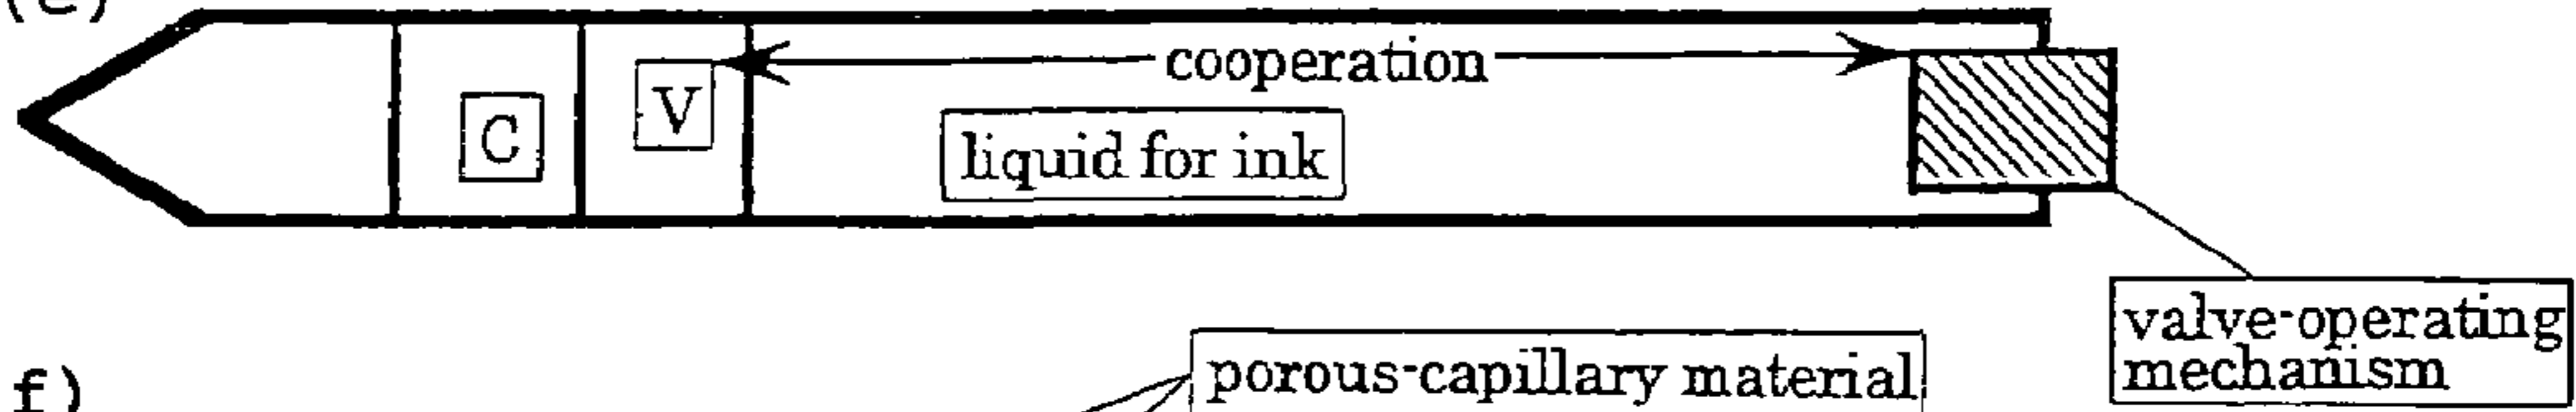 (e)
cooperation
V
C
liquid for ink
valve-operating
mechanism
f)
porous-capillary material